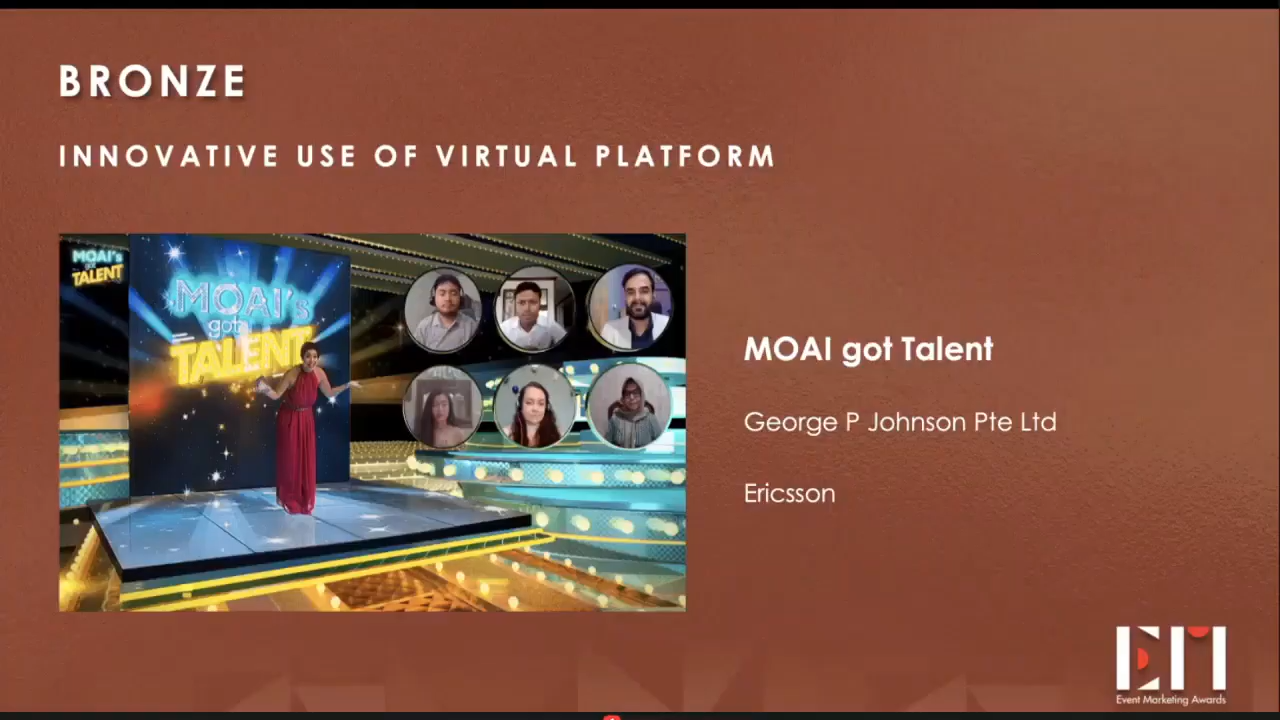 BRONZE
INNOVATIVE USE OF VIRTUAL PLATFORM
MOAI's
got
TALENT
MOAI's
got
TALENT
MOAI got Talent
George P Johnson Pte Ltd
Ericsson
EM
Event Marketing Awards